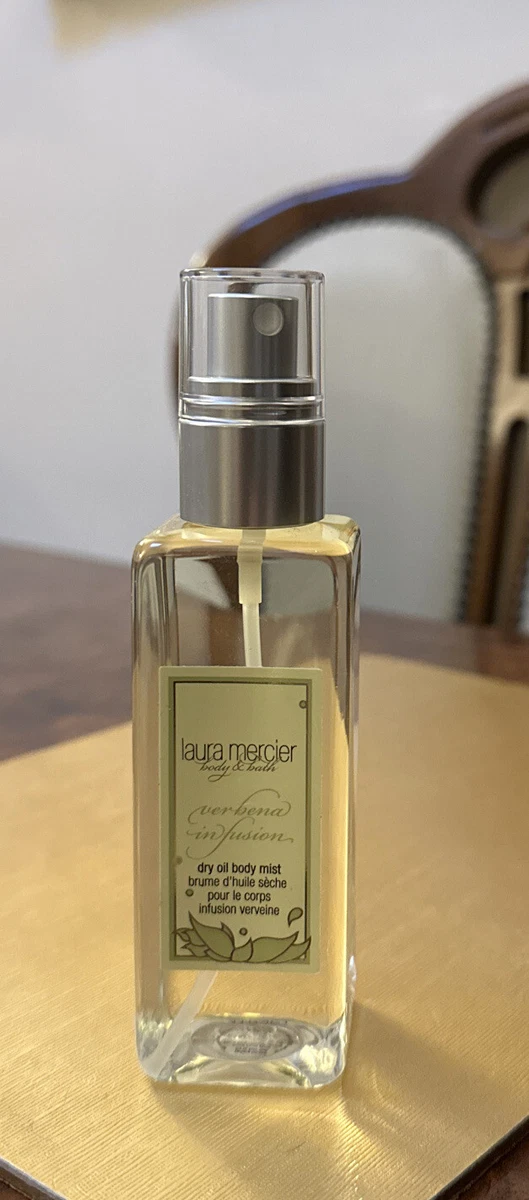 laura mercier
body & bath
verbena
infusion
dry oil body mist
brume d'huile sèche
pour le corps
infusion verveine